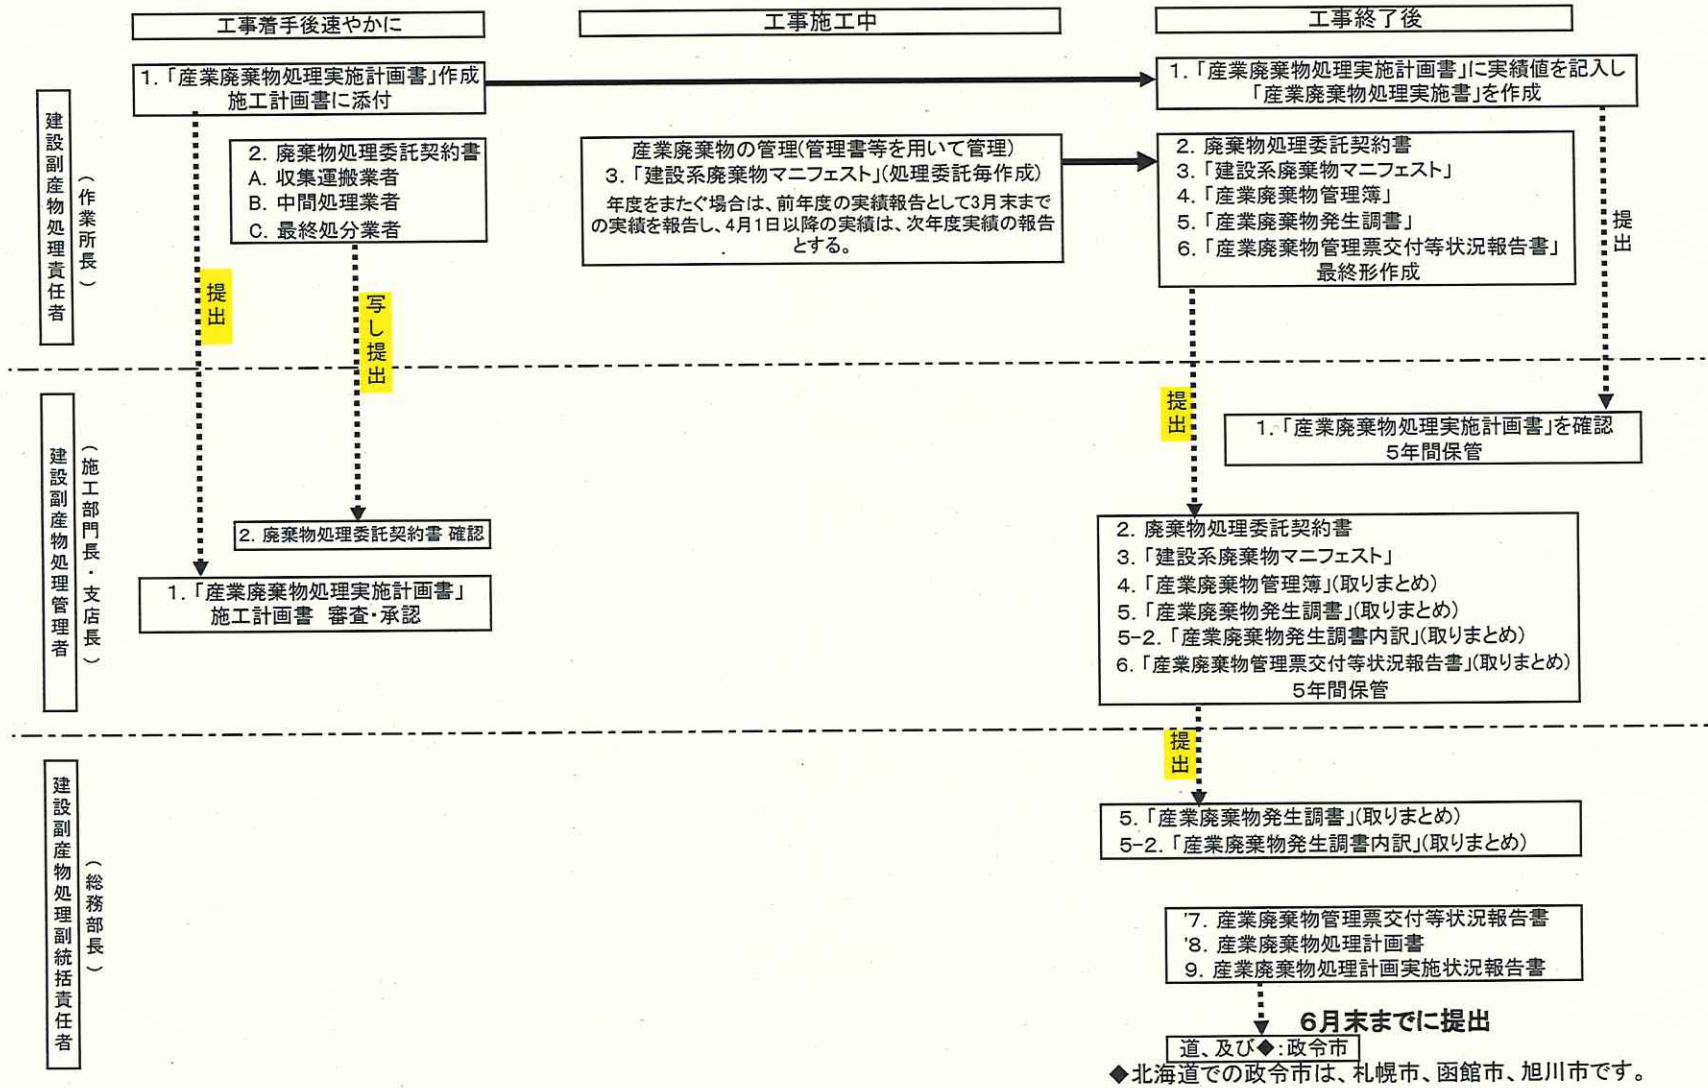 工事着手後速やかに
工事施工中
工事終了後
建設副産物処理責任者
(作業所長)
1. 「産業廃棄物処理実施計画書」作成
施工計画書に添付
2. 廃棄物処理委託契約書
A. 収集運搬業者
B. 中間処理業者
C. 最終処分業者
提出
写し提出
産業廃棄物の管理(管理書等を用いて管理)
3. 「建設系廃棄物マニフェスト」(処理委託毎作成)
年度をまたぐ場合は、前年度の実績報告として3月末まで
の実績を報告し、4月1日以降の実績は、次年度実績の報告
とする。
1. 「産業廃棄物処理実施計画書」に実績値を記入し
「産業廃棄物処理実施書」を作成
2. 廃棄物処理委託契約書
3. 「建設系廃棄物マニフェスト」
4. 「産業廃棄物管理簿」
5. 「産業廃棄物発生調書」
6. 「産業廃棄物管理票交付等状況報告書」
最終形作成
提出
提出
建設副産物処理管理者
(施工部門長・支店長)
2. 廃棄物処理委託契約書 確認
1. 「産業廃棄物処理実施計画書」
施工計画書 審査・承認
1. 「産業廃棄物処理実施計画書」を確認
5年間保管
2. 廃棄物処理委託契約書
3. 「建設系廃棄物マニフェスト」
4. 「産業廃棄物管理簿」(取りまとめ)
5. 「産業廃棄物発生調書」(取りまとめ)
5-2. 「産業廃棄物発生調書内訳」(取りまとめ)
6. 「産業廃棄物管理票交付等状況報告書」(取りまとめ)
5年間保管
提出
建設副産物処理副統括責任者
(総務部長)
5. 「産業廃棄物発生調書」(取りまとめ)
5-2. 「産業廃棄物発生調書内訳」(取りまとめ)
'7. 産業廃棄物管理票交付等状況報告書
'8. 産業廃棄物処理計画書
9. 産業廃棄物処理計画実施状況報告書
6月末までに提出
道、及び◆:政令市
◆北海道での政令市は、札幌市、函館市、旭川市です。